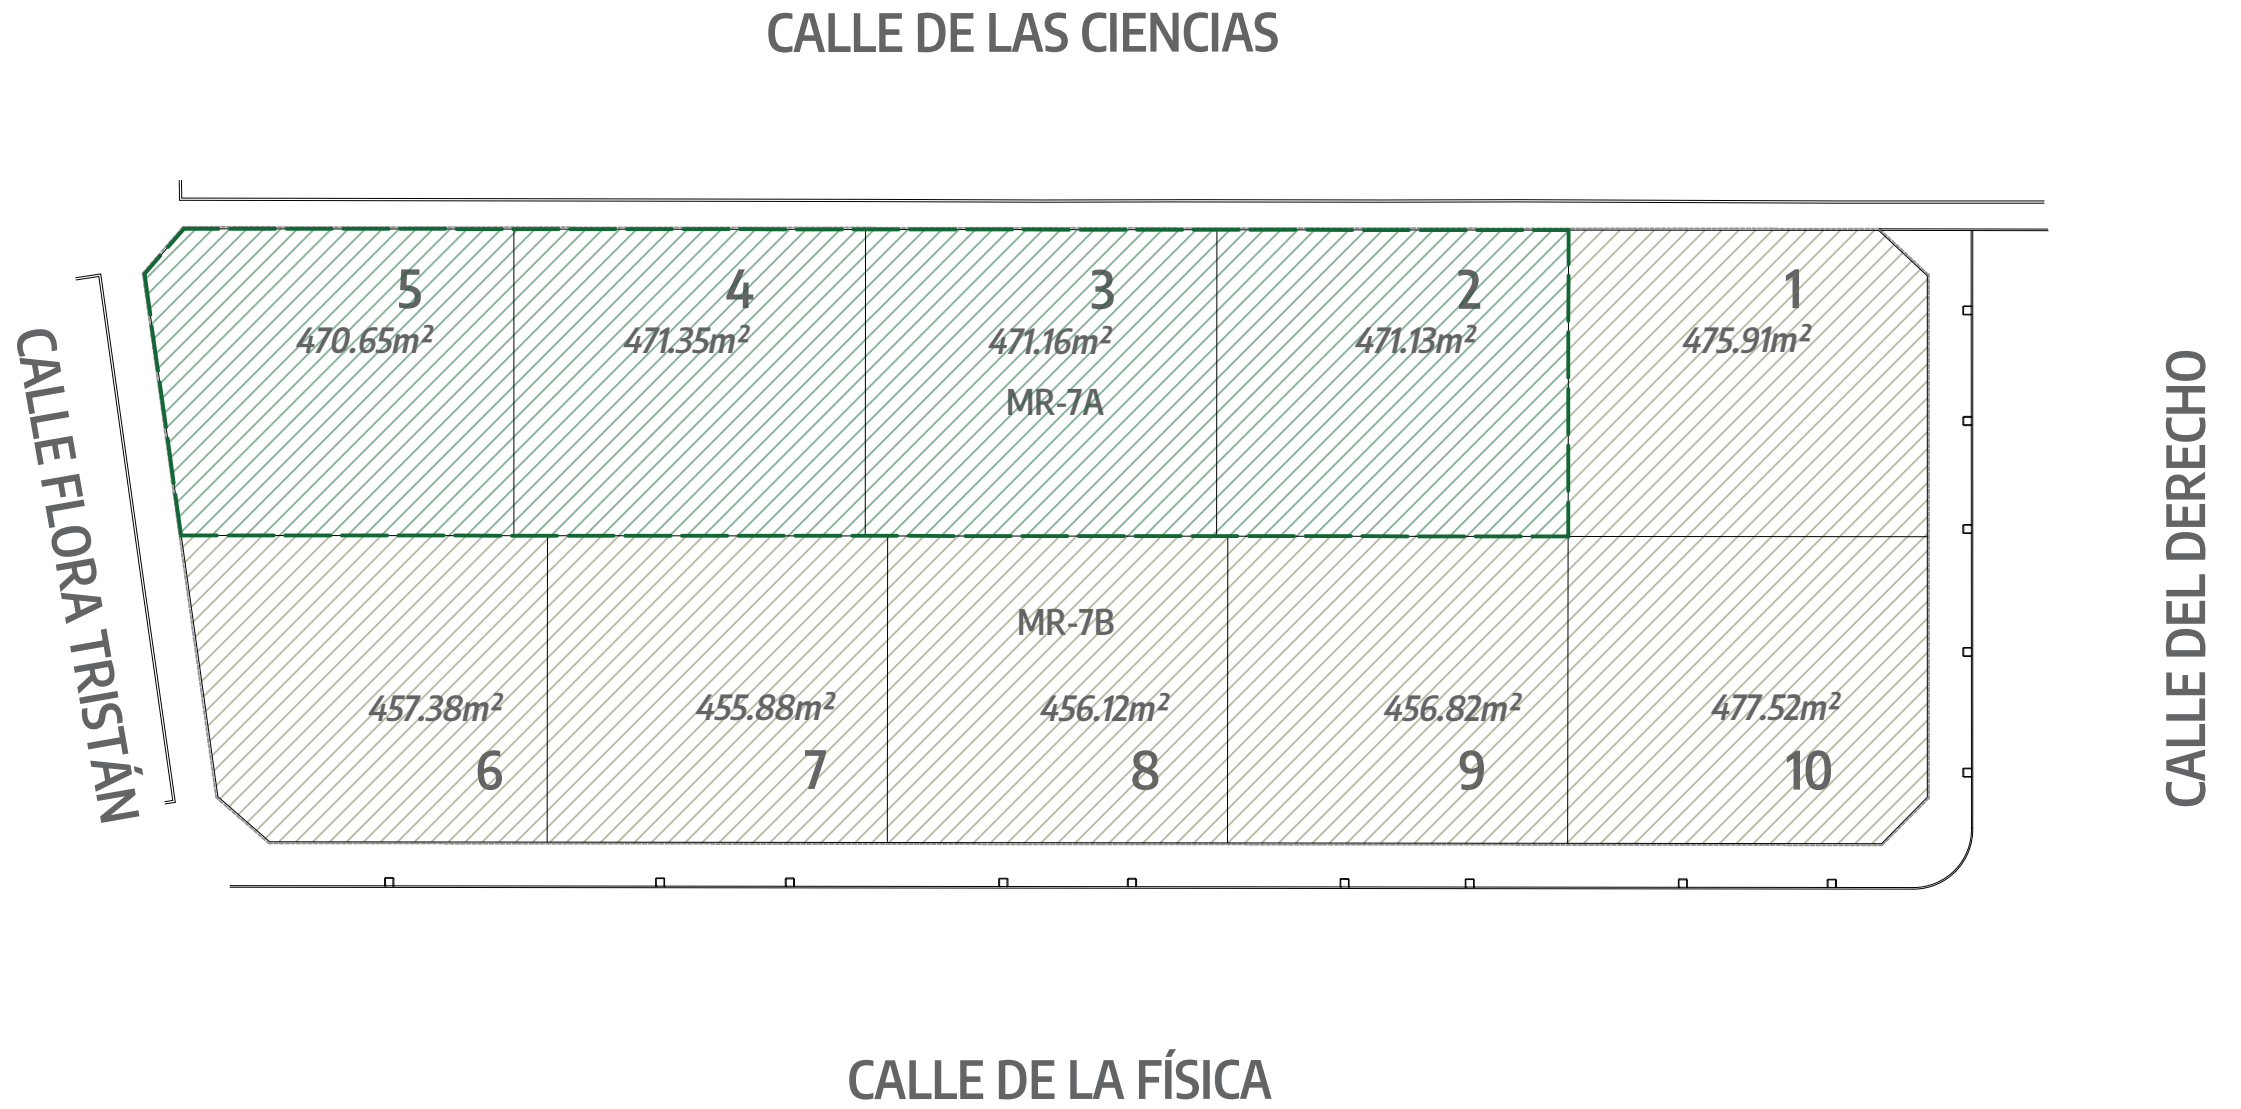 CALLE DE LAS CIENCIAS
5
470.65m²
4
471.35m²
3
471.16m²
MR-7A
2
471.13m²
1
475.91m²
CALLE FLORA TRISTÁN
CALLE DEL DERECHO
457.38m²
6
455.88m²
7
MR-7B
456.12m²
8
456.82m²
9
477.52m²
10
CALLE DE LA FÍSICA